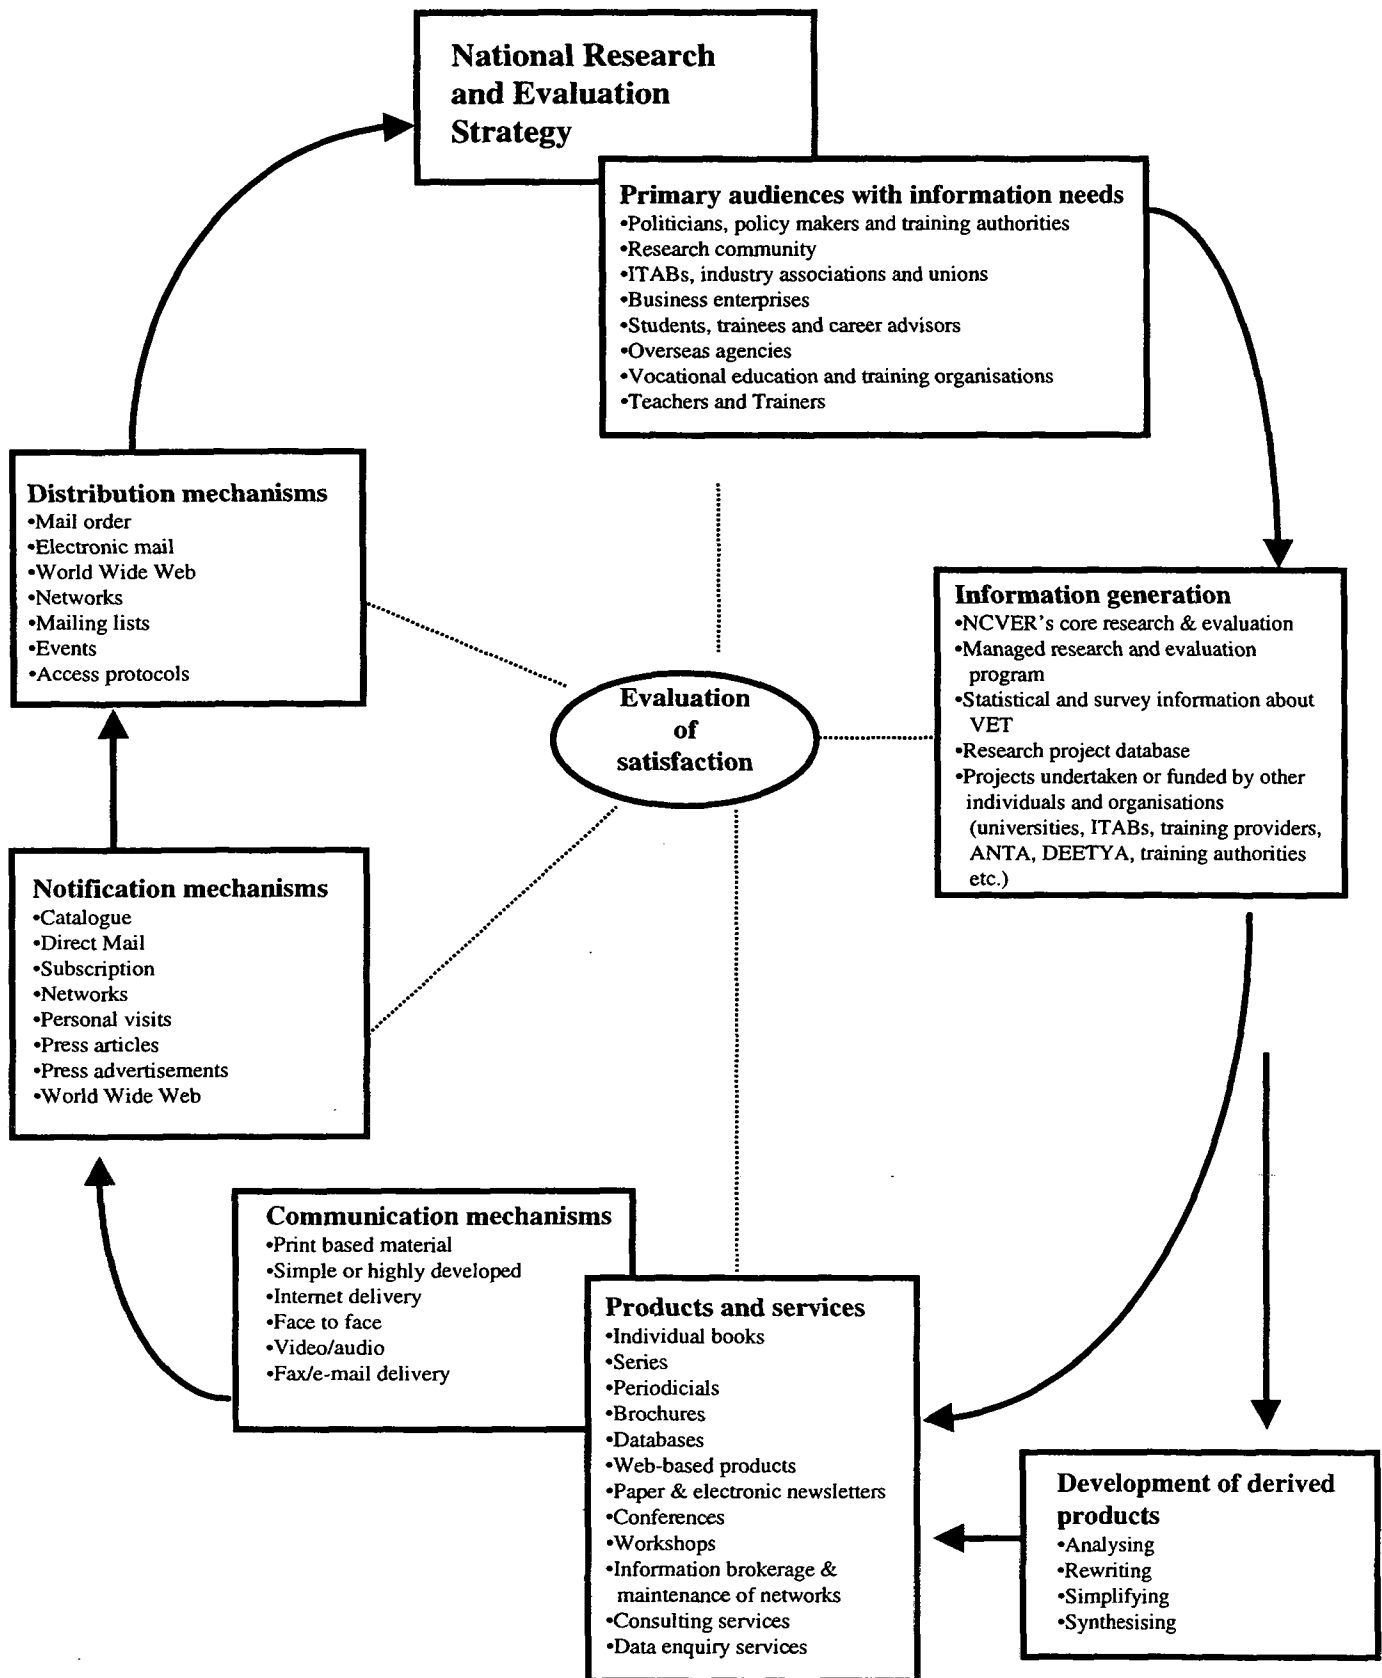 National Research
and Evaluation
Strategy
Primary audiences with information needs
•Politicians, policy makers and training authorities
•Research community
•ITABs, industry associations and unions
•Business enterprises
•Students, trainees and career advisors
•Overseas agencies
•Vocational education and training organisations
•Teachers and Trainers
Distribution mechanisms
•Mail order
•Electronic mail
•World Wide Web
•Networks
•Mailing lists
•Events
•Access protocols
Information generation
•NCVER's core research & evaluation
•Managed research and evaluation
program
•Statistical and survey information about
VET
•Research project database
•Projects undertaken or funded by other
individuals and organisations
(universities, ITABs, training providers,
ANTA, DEETYA, training authorities
etc.)
Evaluation
of
satisfaction
Notification mechanisms
•Catalogue
•Direct Mail
•Subscription
•Networks
•Personal visits
•Press articles
•Press advertisements
•World Wide Web
Communication mechanisms
•Print based material
•Simple or highly developed
•Internet delivery
•Face to face
•Video/audio
•Fax/e-mail delivery
Products and services
•Individual books
•Series
•Periodicials
•Brochures
•Databases
•Web-based products
•Paper & electronic newsletters
•Conferences
•Workshops
•Information brokerage &
maintenance of networks
•Consulting services
•Data enquiry services
Development of derived
products
•Analysing
•Rewriting
•Simplifying
•Synthesising